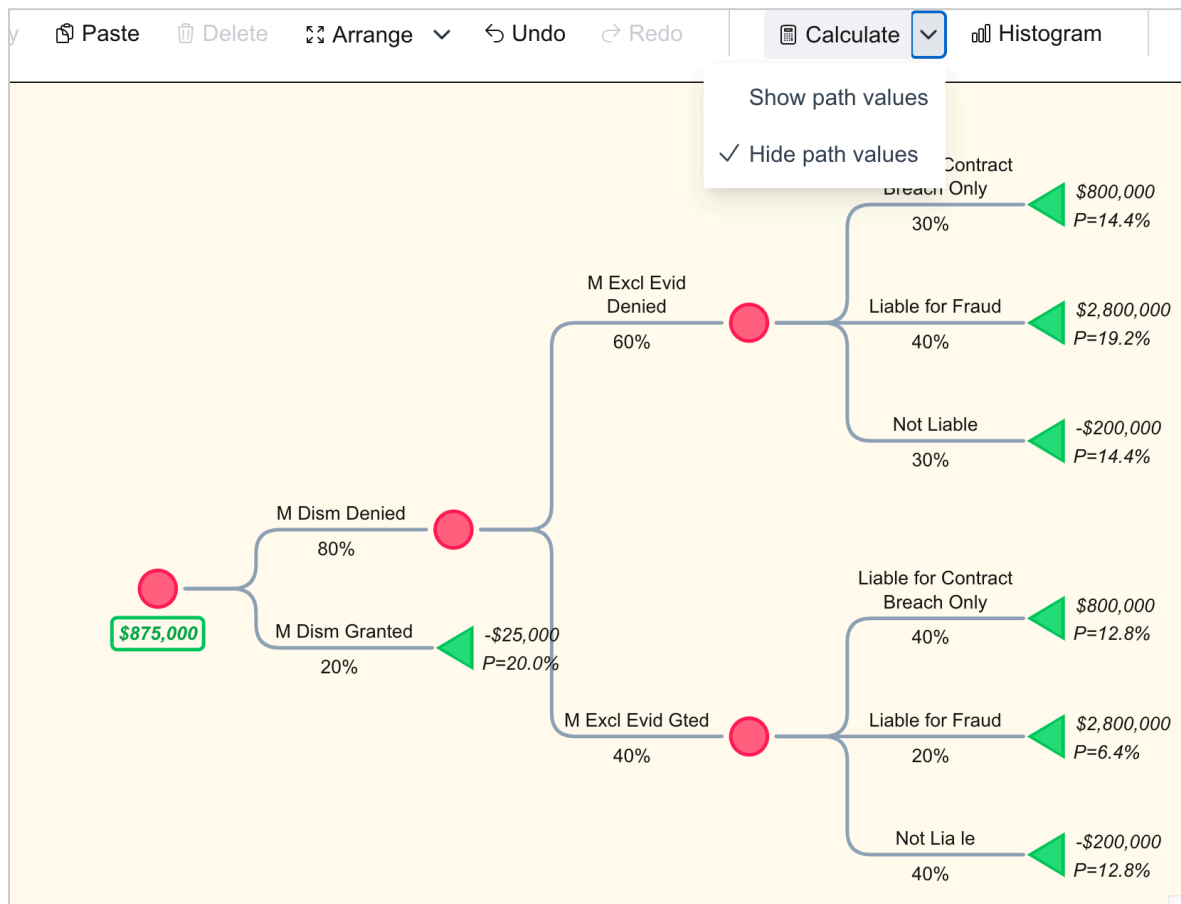 y Paste Delete Arrange Undo Redo Calculate Histogram
Show path values
Hide path values
Contract
Breach Only
30%
$800,000
P=14.4%
M Excl Evid
Denied
60%
Liable for Fraud
40%
$2,800,000
P=19.2%
Not Liable
30%
-$200,000
P=14.4%
M Dism Denied
80%
$875,000
M Dism Granted
20%
-$25,000
P=20.0%
Liable for Contract
Breach Only
40%
$800,000
P=12.8%
M Excl Evid Gted
40%
Liable for Fraud
20%
$2,800,000
P=6.4%
Not Lia le
40%
-$200,000
P=12.8%